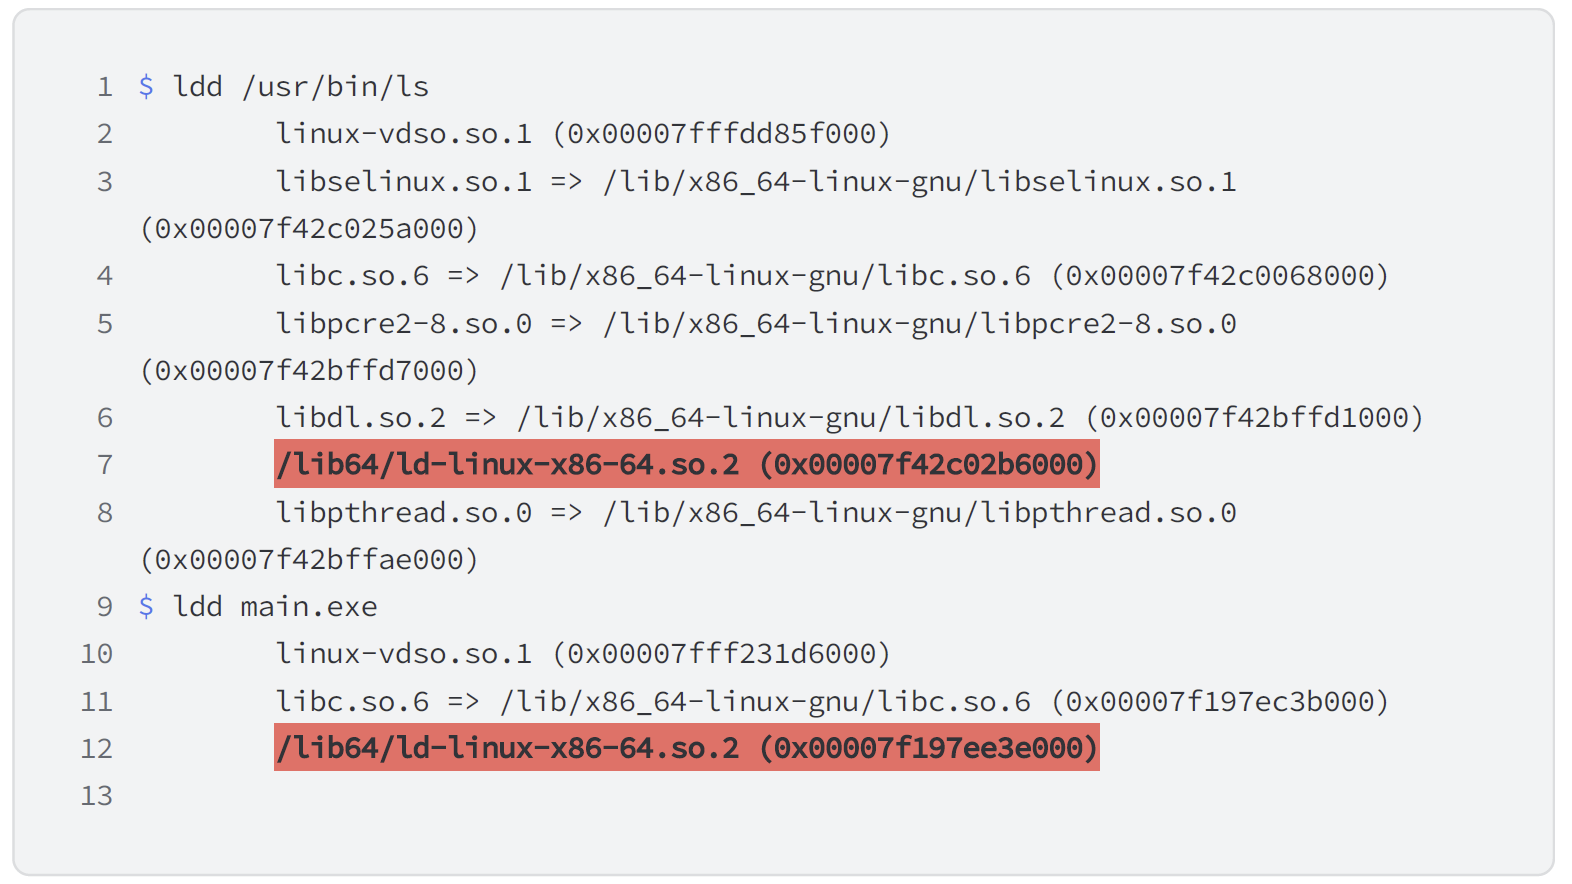 1 $ ldd /usr/bin/ls
2 linux-vdso.so.1 (0x00007fffdd85f000)
3 libselinux.so.1 => /lib/x86_64-linux-gnu/libselinux.so.1
(0x00007f42c025a000)
4 libc.so.6 => /lib/x86_64-linux-gnu/libc.so.6 (0x00007f42c0068000)
5 libpcre2-8.so.0 => /lib/x86_64-linux-gnu/libpcre2-8.so.0
(0x00007f42bffd7000)
6 libdl.so.2 => /lib/x86_64-linux-gnu/libdl.so.2 (0x00007f42bffd1000)
7 /lib64/ld-linux-x86-64.so.2 (0x00007f42c02b6000)
8 libpthread.so.0 => /lib/x86_64-linux-gnu/libpthread.so.0
(0x00007f42bffae000)
9 $ ldd main.exe
10 linux-vdso.so.1 (0x00007fff231d6000)
11 libc.so.6 => /lib/x86_64-linux-gnu/libc.so.6 (0x00007f197ec3b000)
12 /lib64/ld-linux-x86-64.so.2 (0x00007f197ee3e000)
13